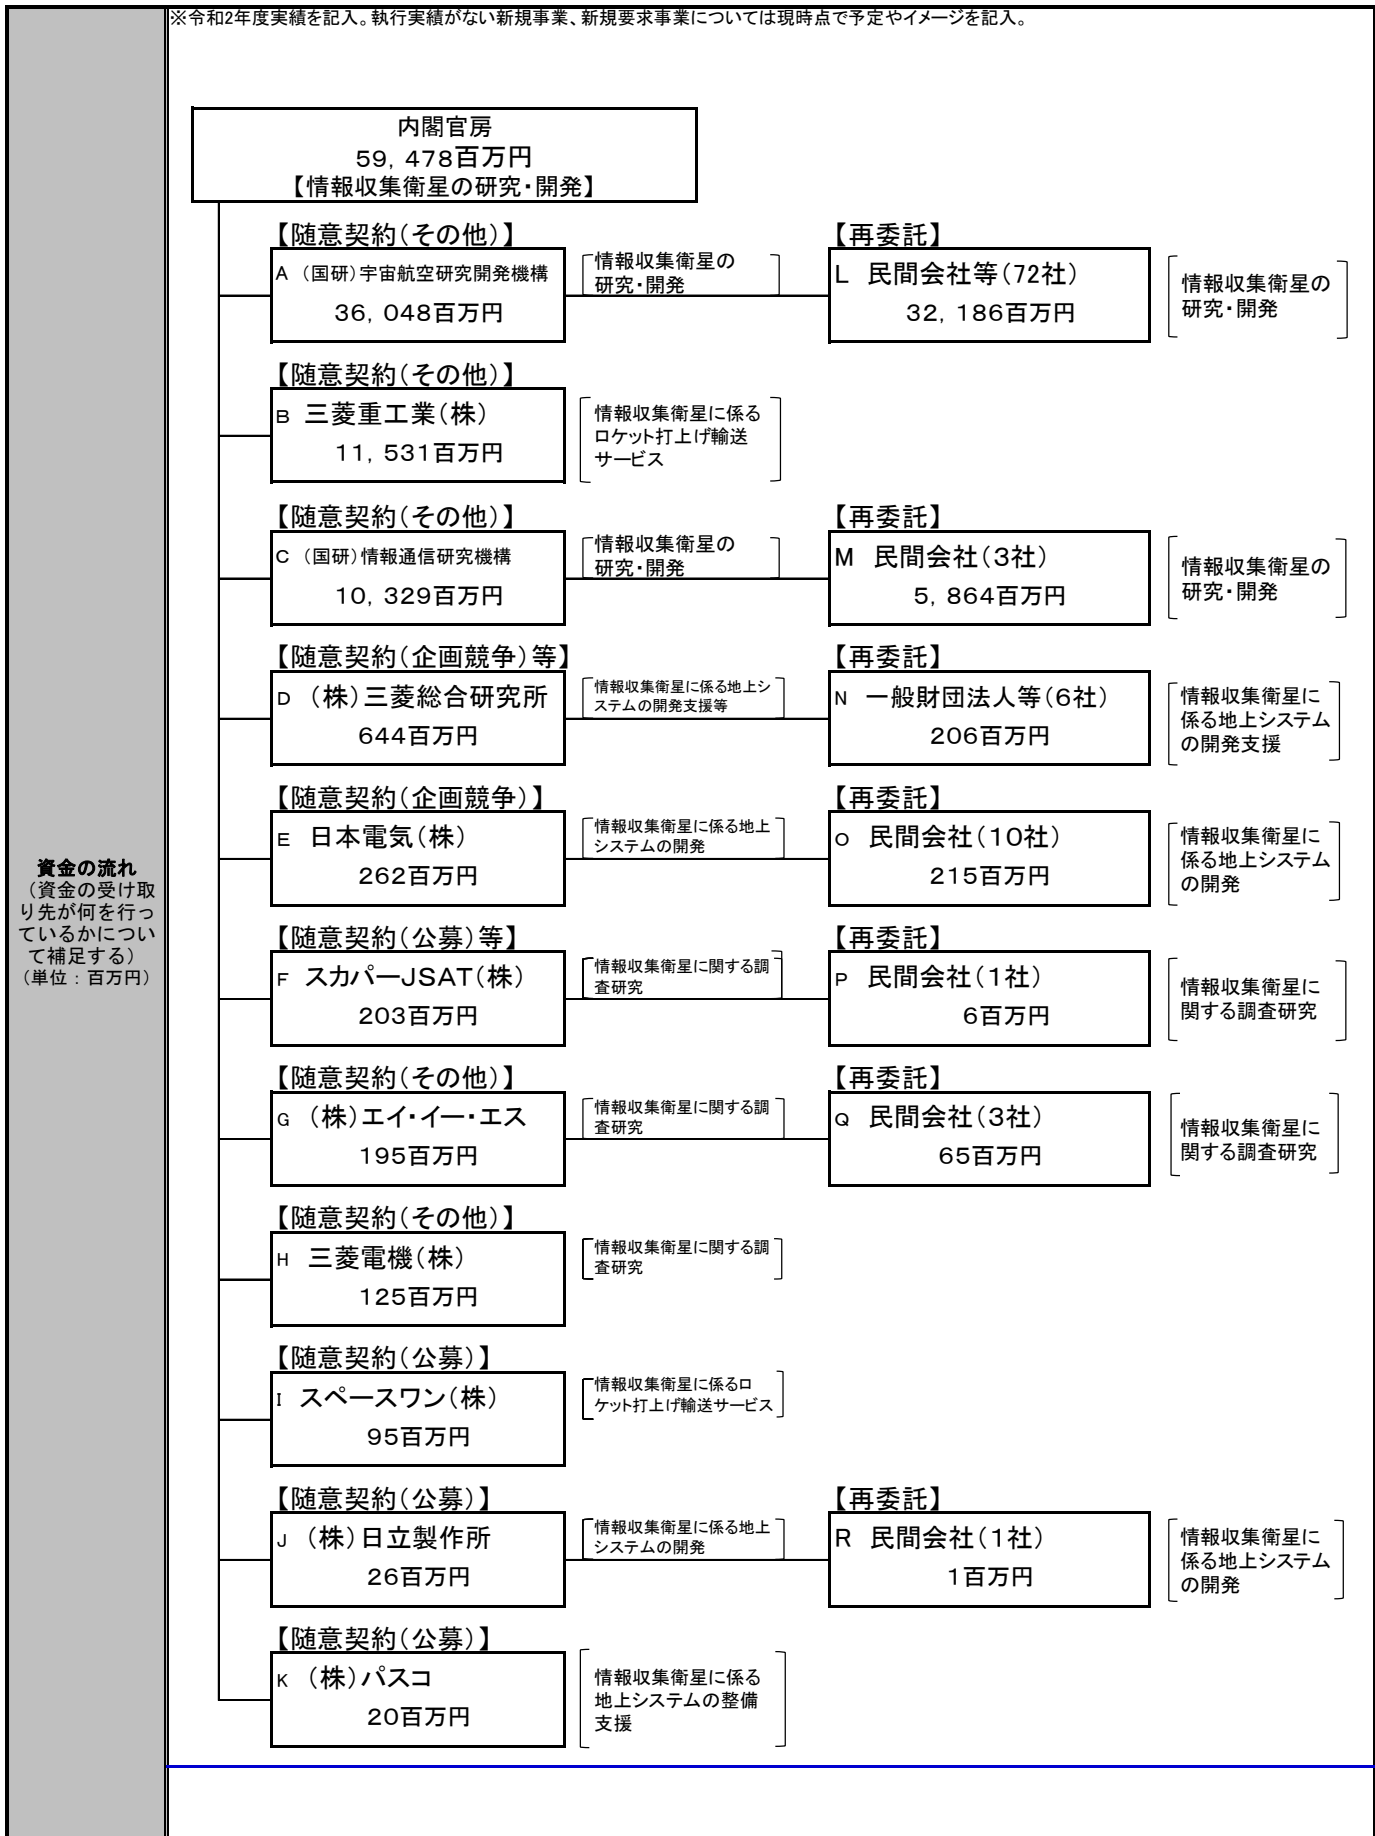 ※令和2年度実績を記入。執行実績がない新規事業、新規要求事業については現時点で予定やイメージを記入。
資金の流れ
（資金の受け取
り先が何を行っ
ているかについ
て補足する）
（単位：百万円）
内閣官房
59，478百万円
【情報収集衛星の研究・開発】
【随意契約（その他）】
A （国研）宇宙航空研究開発機構
36，048百万円
情報収集衛星の
研究・開発
【再委託】
L 民間会社等（72社）
32，186百万円
情報収集衛星の
研究・開発
【随意契約（その他）】
B 三菱重工業（株）
11，531百万円
情報収集衛星に係る
ロケット打上げ輸送
サービス
【随意契約（その他）】
C （国研）情報通信研究機構
10，329百万円
情報収集衛星の
研究・開発
【再委託】
M 民間会社（3社）
5，864百万円
情報収集衛星の
研究・開発
【随意契約（企画競争）等】
D （株）三菱総合研究所
644百万円
情報収集衛星に係る地上シ
ステムの開発支援等
【再委託】
N 一般財団法人等（6社）
206百万円
情報収集衛星に
係る地上システム
の開発支援
【随意契約（企画競争）】
E 日本電気（株）
262百万円
情報収集衛星に係る地上
システムの開発
【再委託】
O 民間会社（10社）
215百万円
情報収集衛星に
係る地上システム
の開発
【随意契約（公募）等】
F スカパーJSAT（株）
203百万円
情報収集衛星に関する調
査研究
【再委託】
P 民間会社（1社）
6百万円
情報収集衛星に
関する調査研究
【随意契約（その他）】
G （株）エイ・イー・エス
195百万円
情報収集衛星に関する調
査研究
【再委託】
Q 民間会社（3社）
65百万円
情報収集衛星に
関する調査研究
【随意契約（その他）】
H 三菱電機（株）
125百万円
情報収集衛星に関する調
査研究
【随意契約（公募）】
I スペースワン（株）
95百万円
情報収集衛星に係るロ
ケット打上げ輸送サービス
【随意契約（公募）】
J （株）日立製作所
26百万円
情報収集衛星に係る地上
システムの開発
【再委託】
R 民間会社（1社）
1百万円
情報収集衛星に
係る地上システム
の開発
【随意契約（公募）】
K （株）パスコ
20百万円
情報収集衛星に係る
地上システムの整備
支援